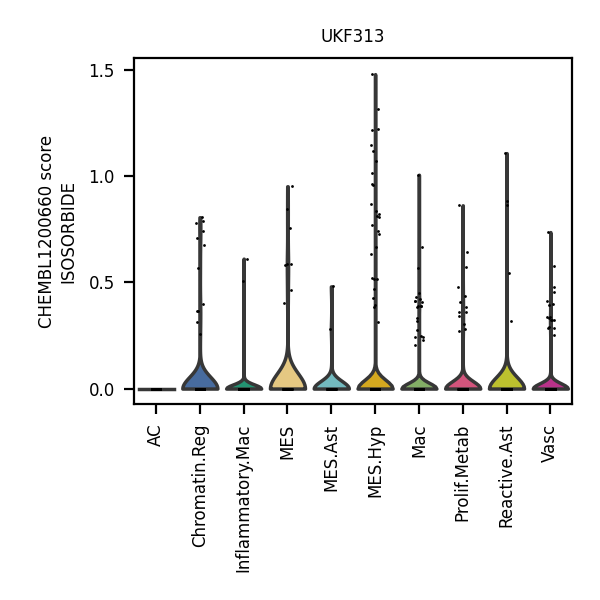 UKF313
CHEMBL1200660 score
ISOSORBIDE
1.5
1.0
0.5
0.0
AC
Chromatin.Reg
Inflammatory.Mac
MES
MES.Ast
MES.Hyp
Mac
Prolif.Metab
Reactive.Ast
Vasc